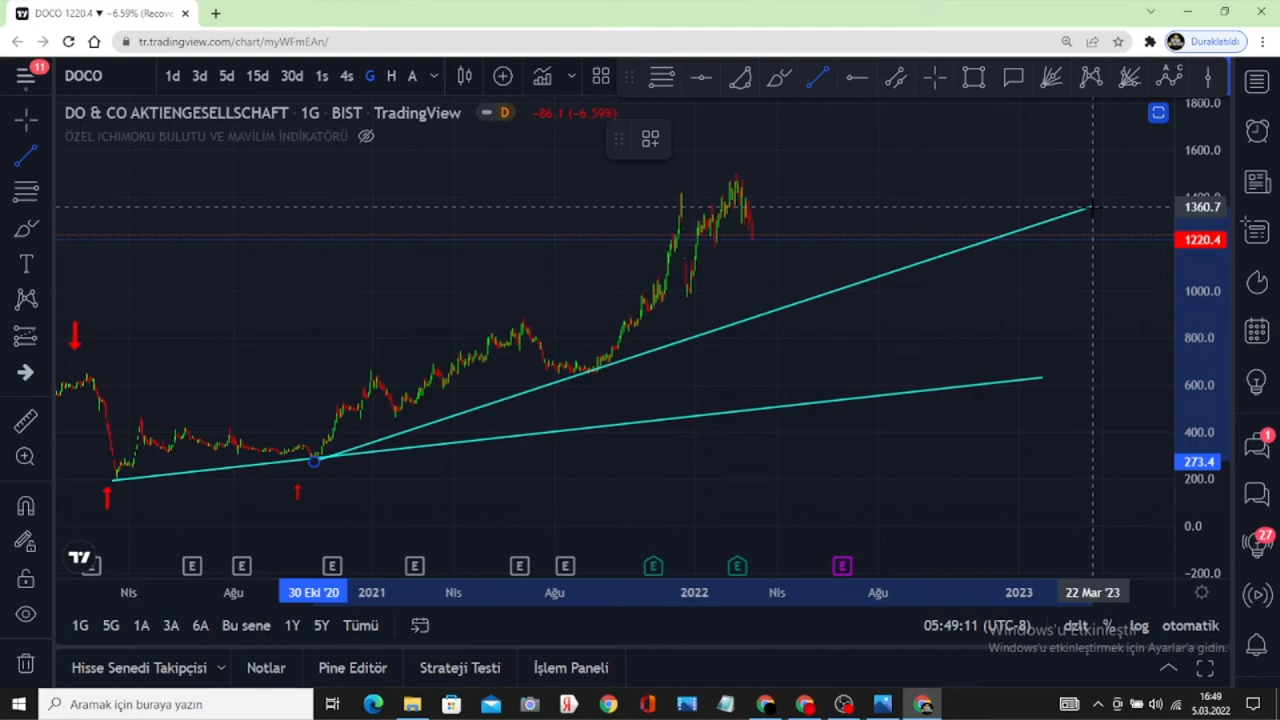 DOCO 1220.4 ▼ −6.59% (Recove
tr.tradingview.com/chart/myWFmEAn/
Duraklatıldı
11
DOCO
1d 3d 5d 15d 30d 1s 4s G H A
DO & CO AKTIENGESELLSCHAFT · 1G · BIST · TradingView
D
−86.1 (−6.59%)
ÖZEL ICHIMOKU BULUTU VE MAVİLİM İNDİKATÖRÜ
1800.0
1600.0
1400.0
1360.7
1220.4
1000.0
800.0
600.0
400.0
273.4
200.0
0.0
−200.0
1
27
E E E E E E E E E
Nis Ağu 30 Eki '20 2021 Nis Ağu 2022 Nis Ağu 2023 22 Mar '23
1G 5G 1A 3A 6A Bu sene 1Y 5Y Tümü
05:49:11 (UTC-8) dzlt % log otomatik
Windows'u Etkinleştir
Windows'u etkinleştirmek için Ayarlar'a gidin.
Hisse Senedi Takipçisi Notlar Pine Editör Strateji Testi İşlem Paneli
Aramak için buraya yazın
16:49
5.03.2022